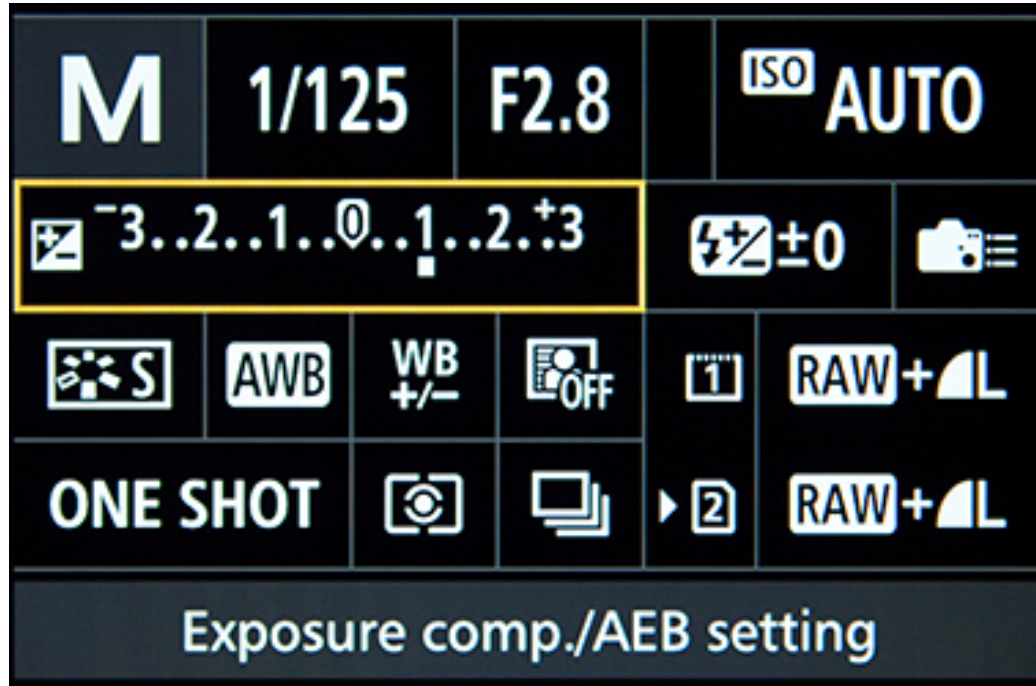 M 1/125 F2.8 ISO AUTO
-3..2..1..0..1..2.:+3 ±0
S AWB WB +/- OFF 1 RAW+L
ONE SHOT 2 RAW+L
Exposure comp./AEB setting